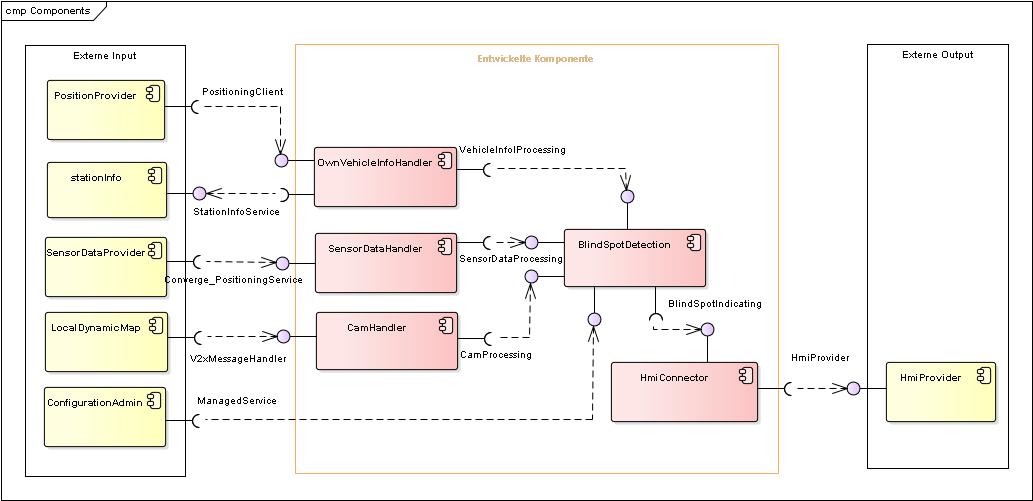 cmp Components
Externe Input
Entwickelte Komponente
Externe Output
PositionProvider
PositioningClient
OwnVehicleInfoHandler
VehicleInfolProcessing
stationInfo
StationInfoService
SensorDataProvider
Converge_PositioningService
SensorDataHandler
SensorDataProcessing
BlindSpotDetection
LocalDynamicMap
V2xMessageHandler
CamHandler
CamProcessing
BlindSpotIndicating
HmiConnector
HmiProvider
HmiProvider
ConfigurationAdmin
ManagedService